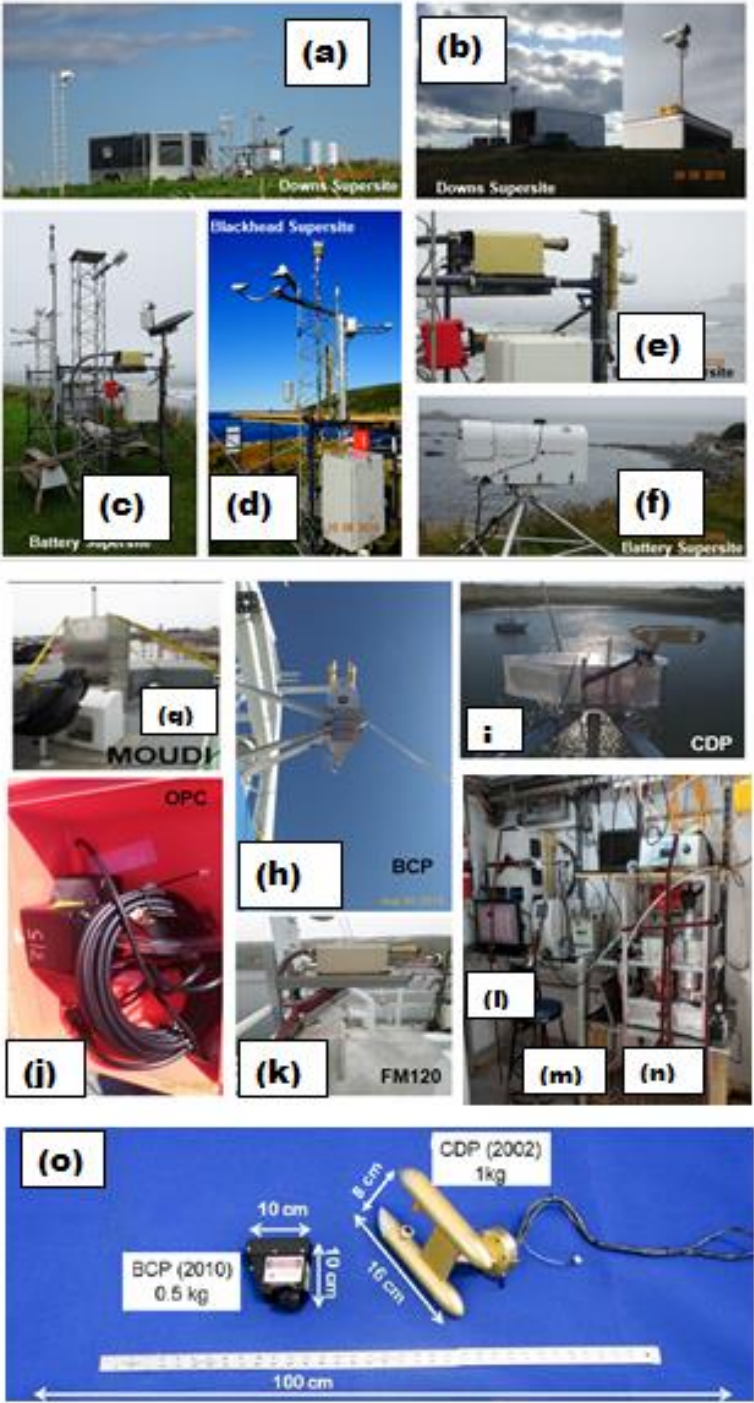 (a)
Downs Supersite
(b)
Downs Supersite
(c)
Battery Supersite
Blackhead Supersite
(d)
(e)
(f)
Battery Supersite
(g)
MOUDI
(h)
BCP
i
CDP
OPC
(j)
(k)
FM120
(l)
(m)
(n)
(o)
CDP (2002)
1kg
8 cm
16 cm
10 cm
10 cm
BCP (2010)
0.5 kg
100 cm